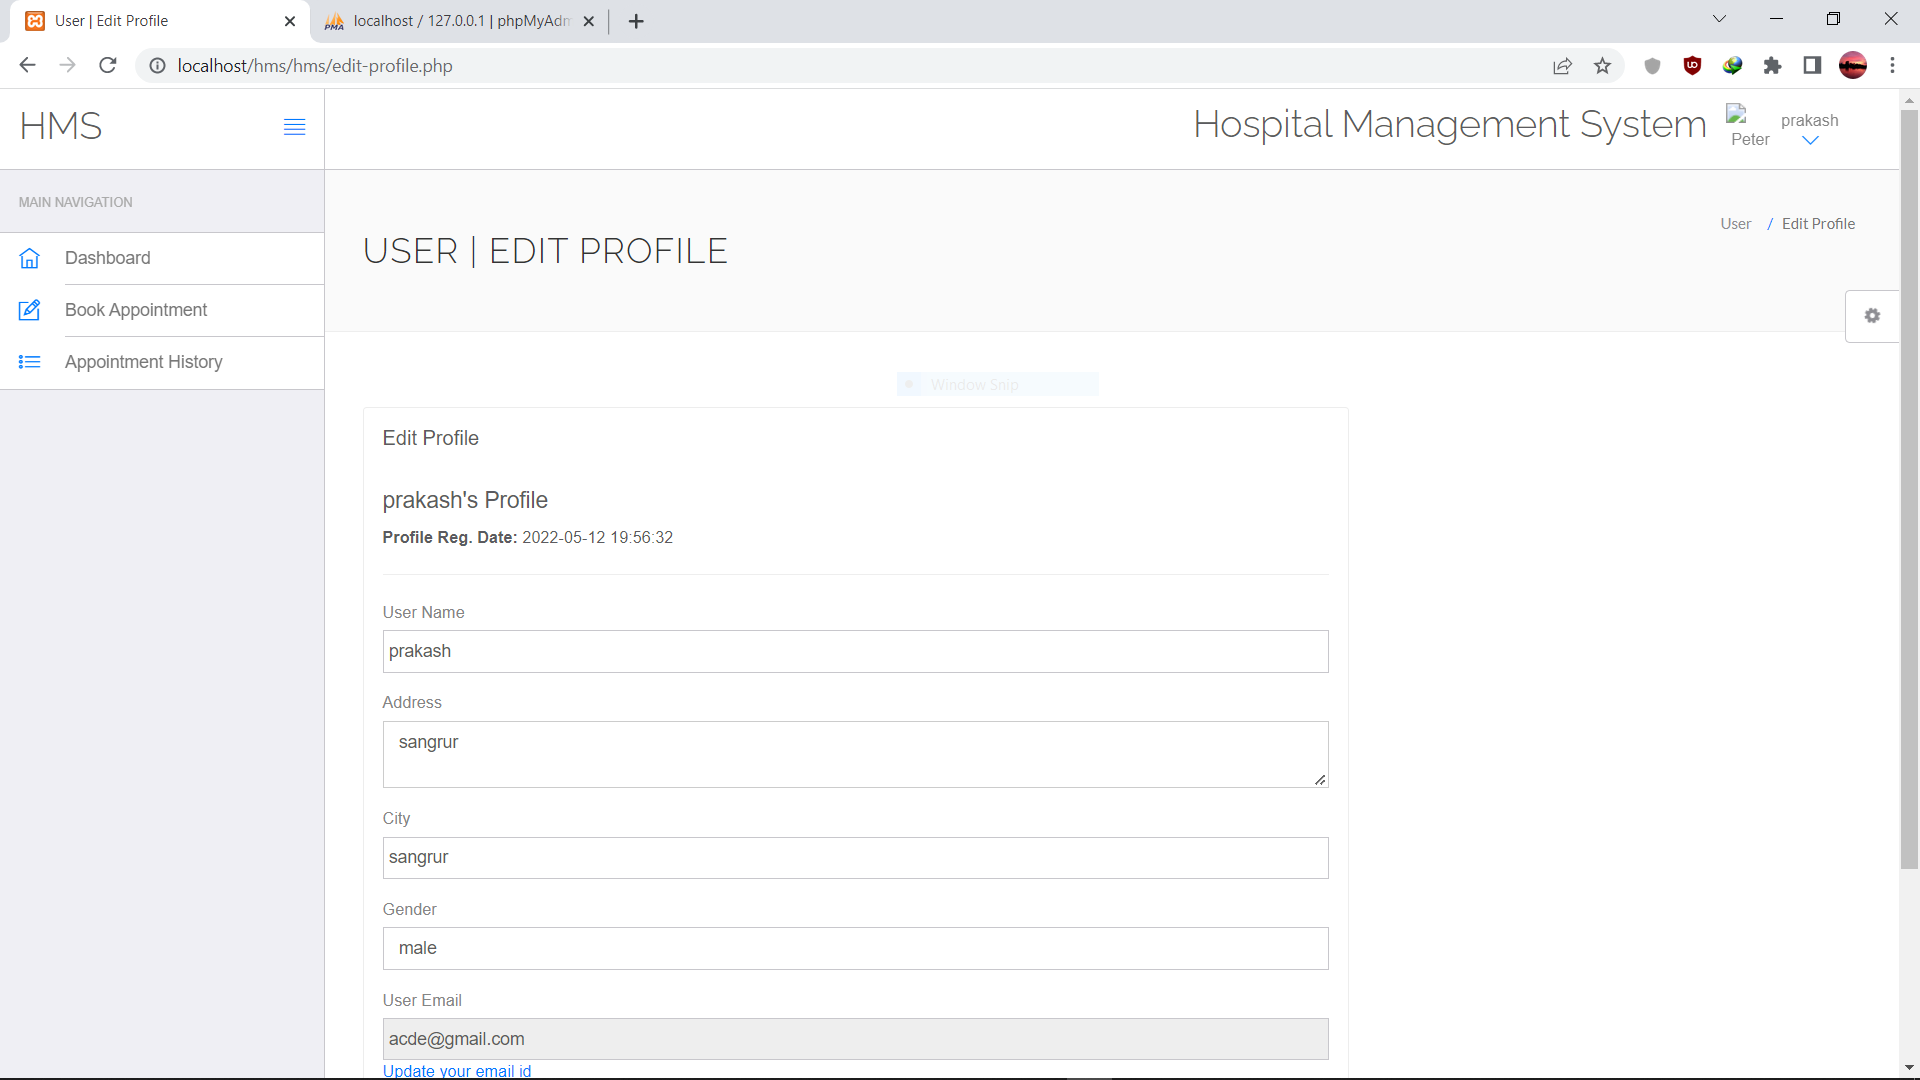 User | Edit Profile
localhost / 127.0.0.1 | phpMyAdm
localhost/hms/hms/edit-profile.php
HMS
Hospital Management System
Peter
prakash
MAIN NAVIGATION
Dashboard
Book Appointment
Appointment History
USER | EDIT PROFILE
User / Edit Profile
Window Snip
Edit Profile
prakash's Profile
Profile Reg. Date: 2022-05-12 19:56:32
User Name
prakash
Address
sangrur
City
sangrur
Gender
male
User Email
acde@gmail.com
Update your email id